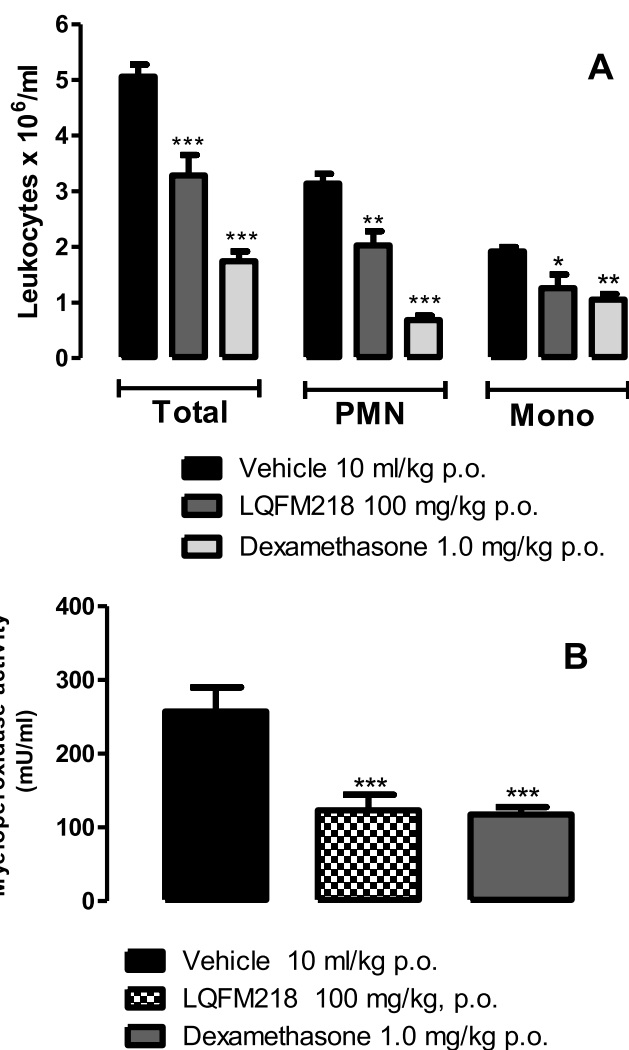 A
Leukocytes x 10⁶/ml
6
5
4
3
2
1
0
***
***
**
***
*
**
Total PMN Mono
Vehicle 10 ml/kg p.o.
LQFM218 100 mg/kg p.o.
Dexamethasone 1.0 mg/kg p.o.
B
(mU/ml)
400
300
200
100
0
***
***
Vehicle 10 ml/kg p.o.
LQFM218 100 mg/kg, p.o.
Dexamethasone 1.0 mg/kg p.o.